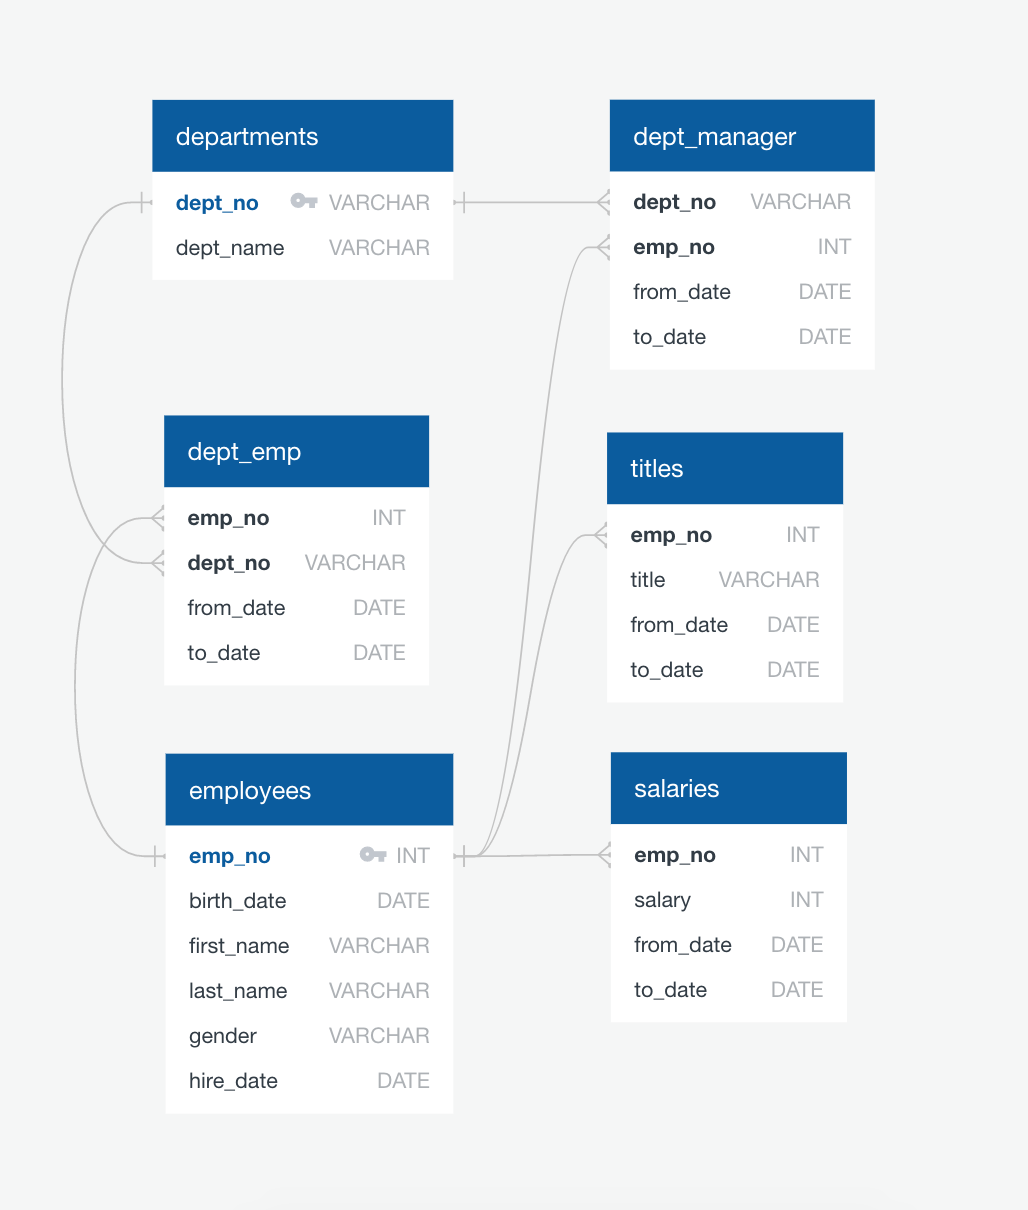 departments
dept_no VARCHAR
dept_name VARCHAR
dept_manager
dept_no VARCHAR
emp_no INT
from_date DATE
to_date DATE
dept_emp
emp_no INT
dept_no VARCHAR
from_date DATE
to_date DATE
titles
emp_no INT
title VARCHAR
from_date DATE
to_date DATE
employees
emp_no INT
birth_date DATE
first_name VARCHAR
last_name VARCHAR
gender VARCHAR
hire_date DATE
salaries
emp_no INT
salary INT
from_date DATE
to_date DATE